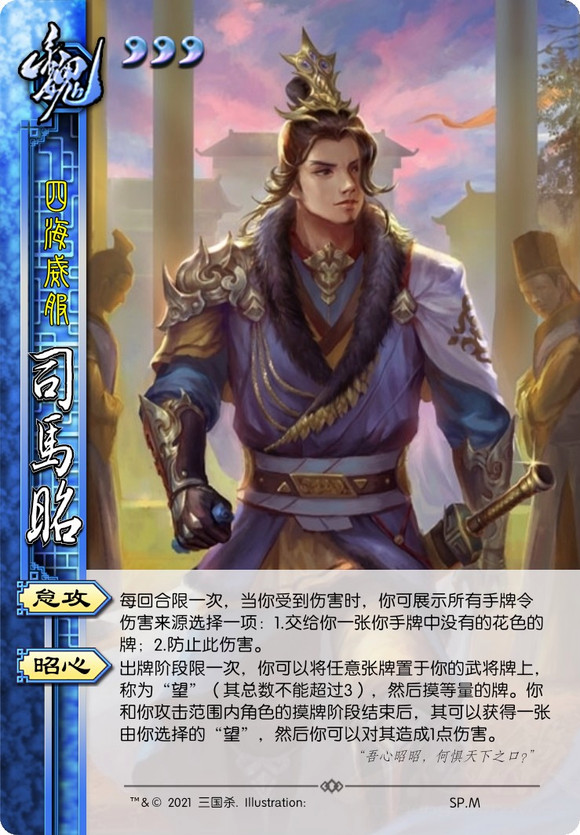 魏
四海威服
司馬昭
怠攻
每回合限一次，当你受到伤害时，你可展示所有手牌令
伤害来源选择一项：1.交给你一张你手牌中没有的花色的
牌；2.防止此伤害。
昭心
出牌阶段限一次，你可以将任意张牌置于你的武将牌上，
称为“望”（其总数不能超过3），然后摸等量的牌。你
和你攻击范围内角色的摸牌阶段结束后，其可以获得一张
由你选择的“望”，然后你可以对其造成1点伤害。
“吾心昭昭，何惧天下之口？”
™&© 2021 三国杀. Illustration:
SP.M